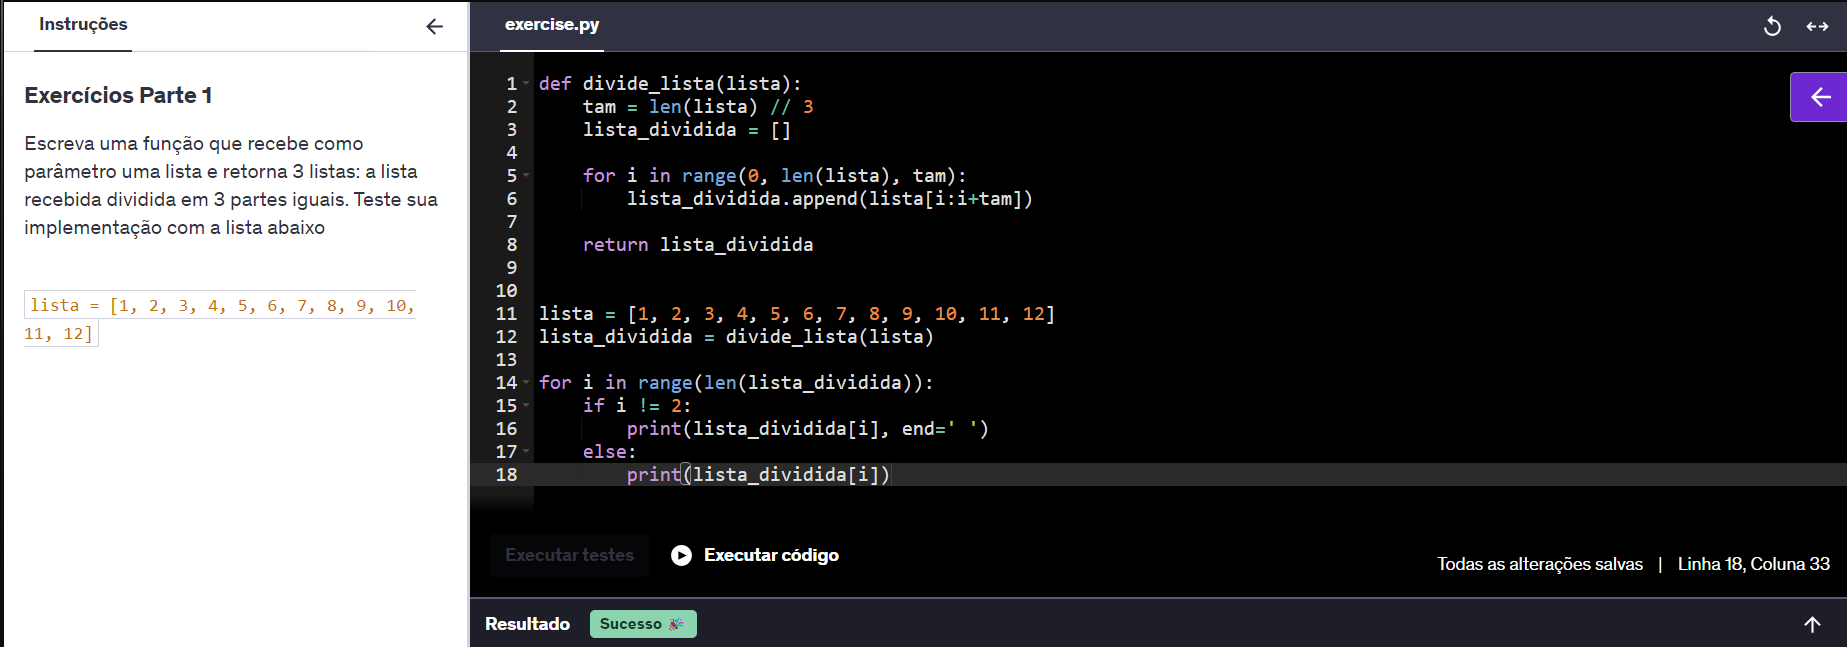 Instruções
Exercícios Parte 1
Escreva uma função que recebe como
parâmetro uma lista e retorna 3 listas: a lista
recebida dividida em 3 partes iguais. Teste sua
implementação com a lista abaixo
lista = [1, 2, 3, 4, 5, 6, 7, 8, 9, 10,
11, 12]
exercise.py
1 def divide_lista(lista):
2     tam = len(lista) // 3
3     lista_dividida = []
4
5     for i in range(0, len(lista), tam):
6         lista_dividida.append(lista[i:i+tam])
7
8     return lista_dividida
9
10
11 lista = [1, 2, 3, 4, 5, 6, 7, 8, 9, 10, 11, 12]
12 lista_dividida = divide_lista(lista)
13
14 for i in range(len(lista_dividida)):
15     if i != 2:
16         print(lista_dividida[i], end=' ')
17     else:
18         print(lista_dividida[i])
Executar testes
Executar código
Todas as alterações salvas | Linha 18, Coluna 33
Resultado
Sucesso 🎉